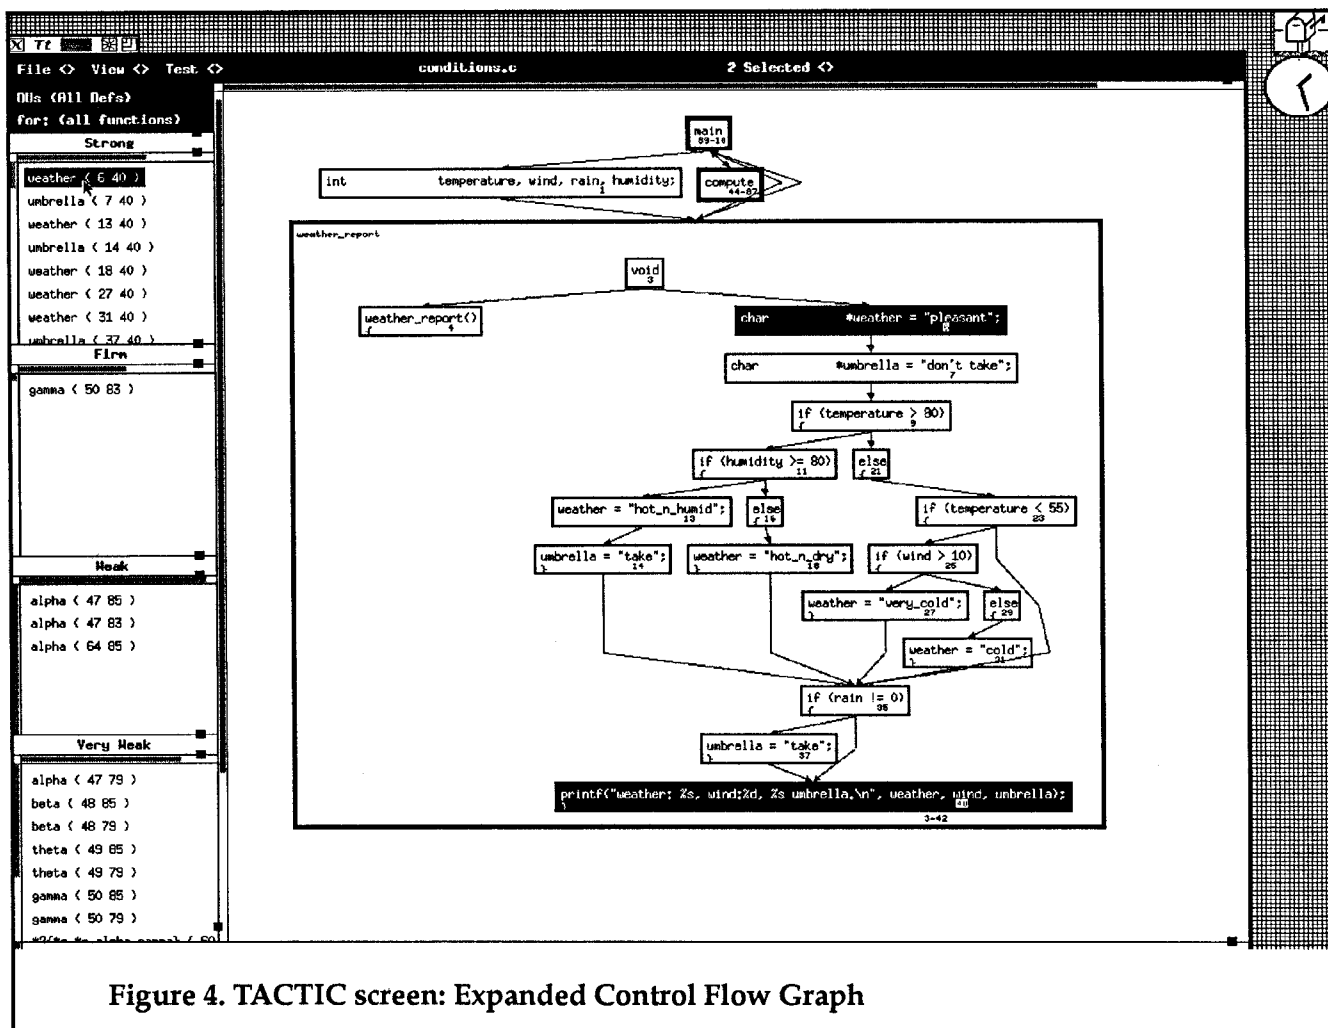 X Tt
File <> View <> Test <> conditions.c 2 Selected <>
DUs (All Defs)
for: (all functions)
Strong
weather ( 6 40 )
umbrella ( 7 40 )
weather ( 13 40 )
umbrella ( 14 40 )
weather ( 18 40 )
weather ( 27 40 )
weather ( 31 40 )
umbrella ( 37 40 )
Firm
gamma ( 50 83 )
Weak
alpha ( 47 85 )
alpha ( 47 83 )
alpha ( 64 85 )
Very Weak
alpha ( 47 79 )
beta ( 48 85 )
beta ( 48 79 )
theta ( 49 85 )
theta ( 49 79 )
gamma ( 50 85 )
gamma ( 50 79 )
main
int temperature, wind, rain, humidity;
1
compute
44-87
weather_report
void
3
weather_report()
{ 4
char *weather = "pleasant";
char *umbrella = "don't take";
7
if (temperature > 80)
{ 9
if (humidity >= 80)
{ 11
else
{ 21
weather = "hot_n_humid";
13
else
{ 16
if (temperature < 55)
{ 23
umbrella = "take";
} 14
weather = "hot_n_dry";
} 18
if (wind > 10)
{ 25
weather = "very_cold";
} 27
else
{ 29
weather = "cold";
} 31
if (rain != 0)
{ 35
umbrella = "take";
} 37
printf("weather: %s, wind:%d, %s umbrella.\n", weather, wind, umbrella);
} 40
3-42
Figure 4. TACTIC screen: Expanded Control Flow Graph